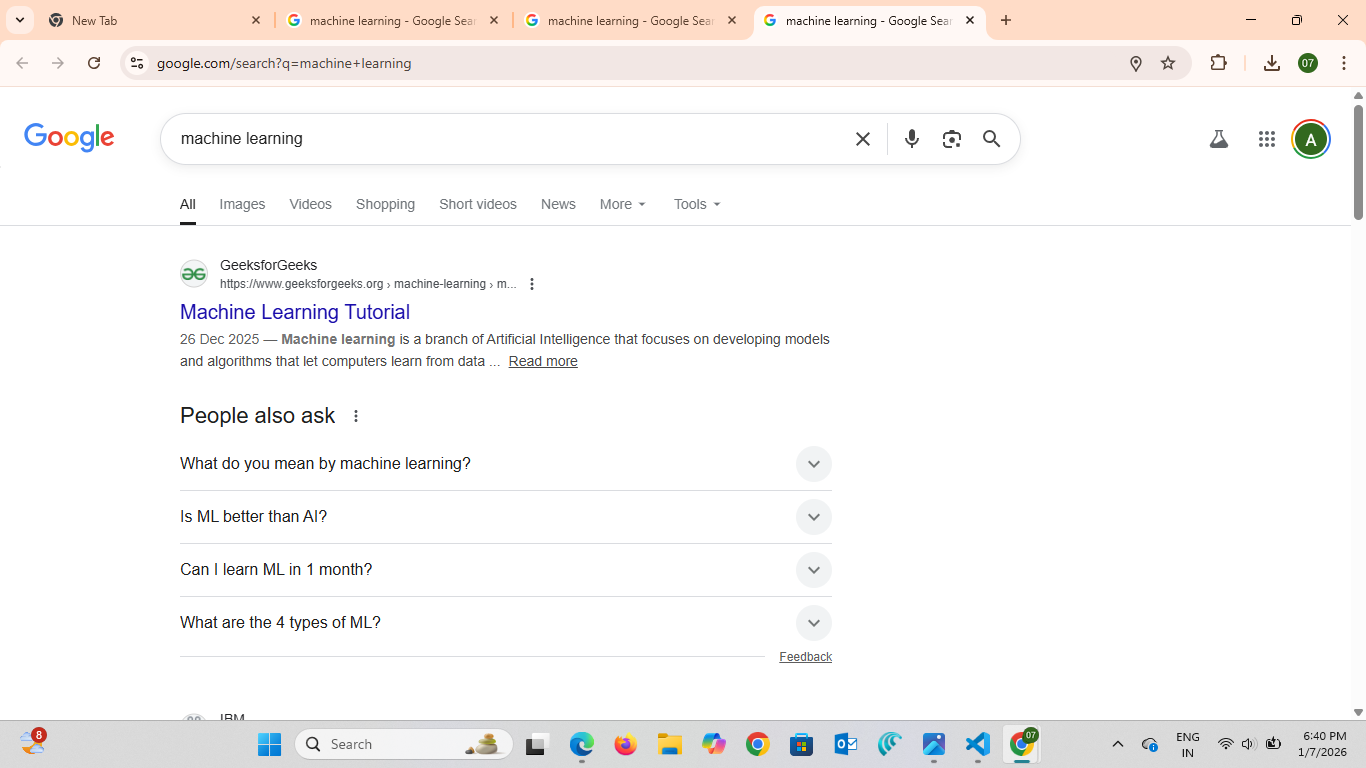 New Tab
machine learning - Google Sear
machine learning - Google Sear
machine learning - Google Sear
google.com/search?q=machine+learning
07
Google
machine learning
A
All
Images
Videos
Shopping
Short videos
News
More
Tools
GeeksforGeeks
https://www.geeksforgeeks.org › machine-learning › m...
Machine Learning Tutorial
26 Dec 2025 — Machine learning is a branch of Artificial Intelligence that focuses on developing models
and algorithms that let computers learn from data ... Read more
People also ask
What do you mean by machine learning?
Is ML better than AI?
Can I learn ML in 1 month?
What are the 4 types of ML?
Feedback
IBM
8
Search
07
ENG
IN
6:40 PM
1/7/2026